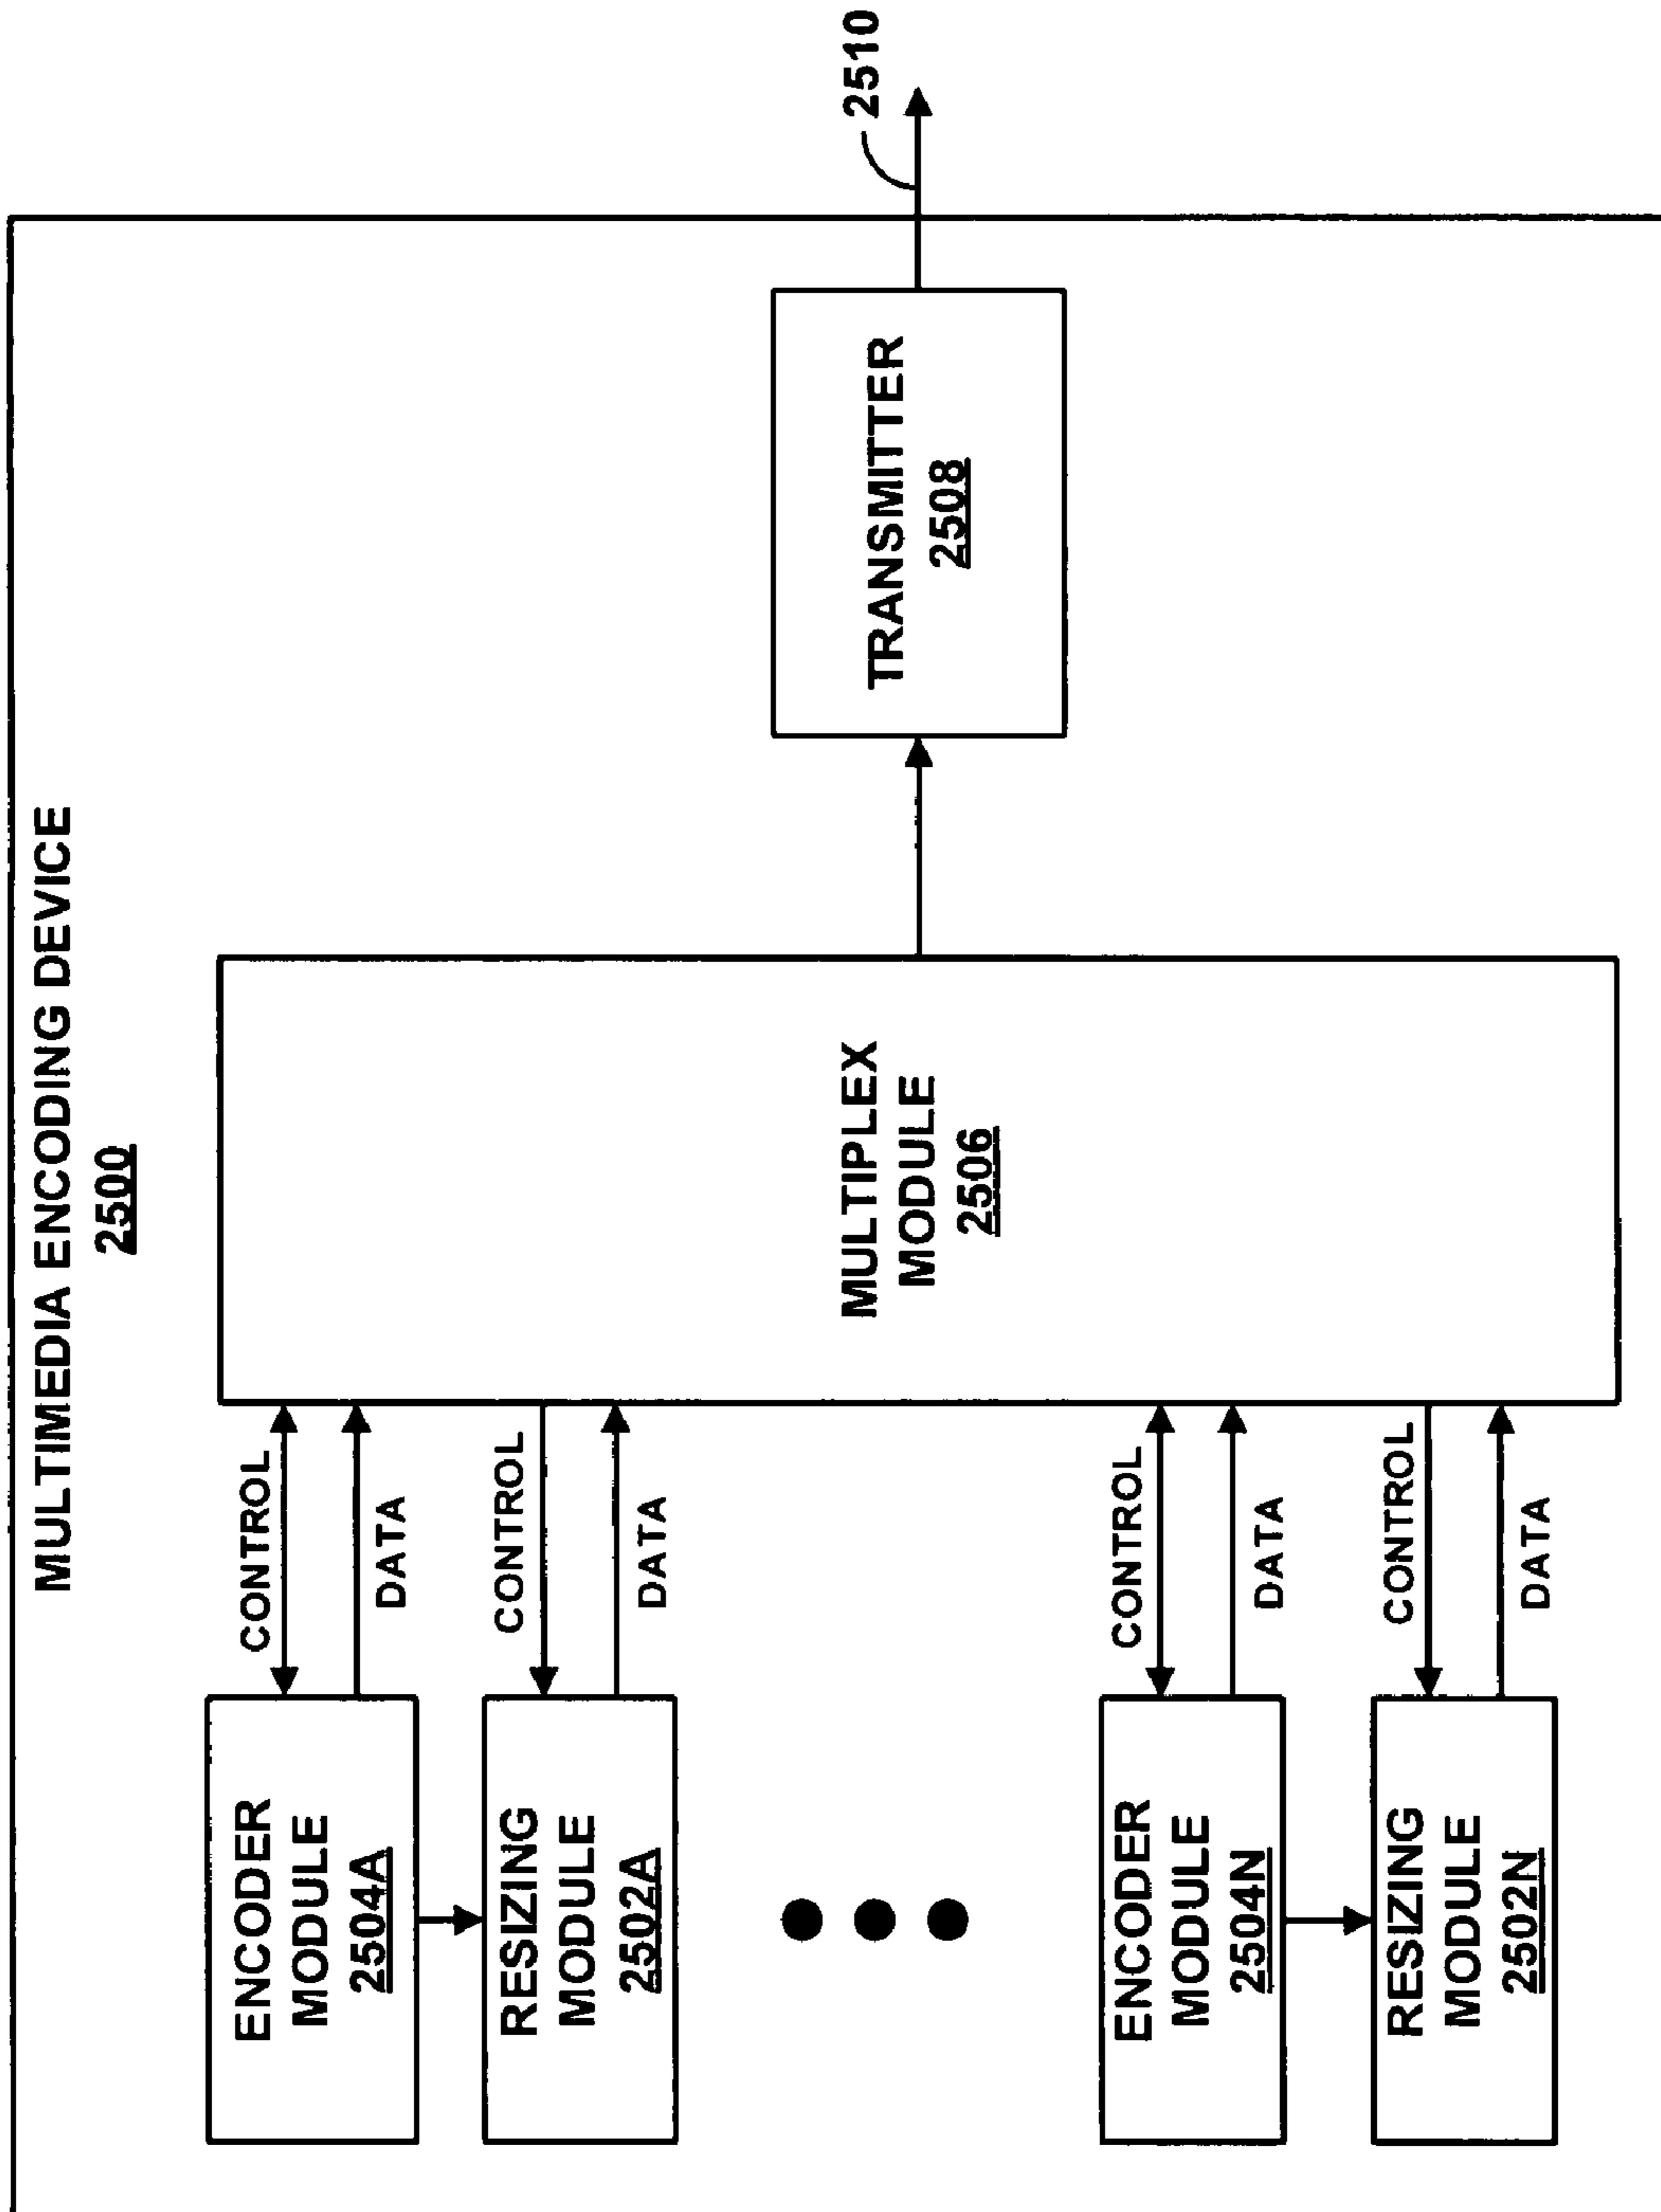 MULTIMEDIA ENCODING DEVICE
2500
ENCODER
MODULE
2504A
CONTROL
DATA
RESIZING
MODULE
2502A
CONTROL
DATA
ENCODER
MODULE
2504N
CONTROL
DATA
RESIZING
MODULE
2502N
CONTROL
DATA
MULTIPLEX
MODULE
2506
TRANSMITTER
2508
2510